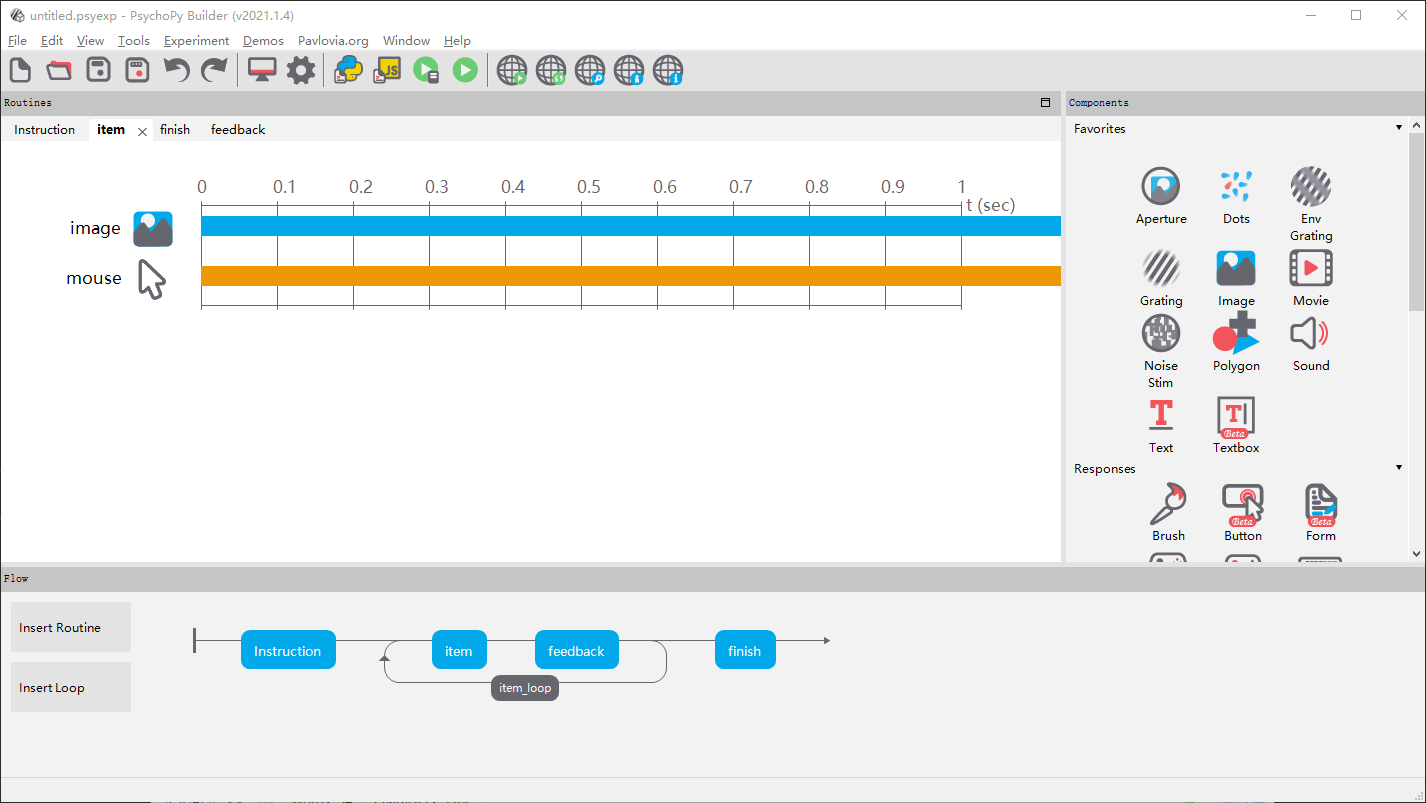 untitled.psyexp - PsychoPy Builder (v2021.1.4)
File Edit View Tools Experiment Demos Pavlovia.org Window Help
JS
Routines
Instruction item finish feedback
0 0.1 0.2 0.3 0.4 0.5 0.6 0.7 0.8 0.9 1
t (sec)
image
mouse
Components
Favorites
Aperture Dots Env Grating
Grating Image Movie
Noise Stim Polygon Sound
Beta
Text Textbox
Responses
Beta Beta
Brush Button Form
Flow
Insert Routine
Insert Loop
Instruction item feedback finish
item_loop